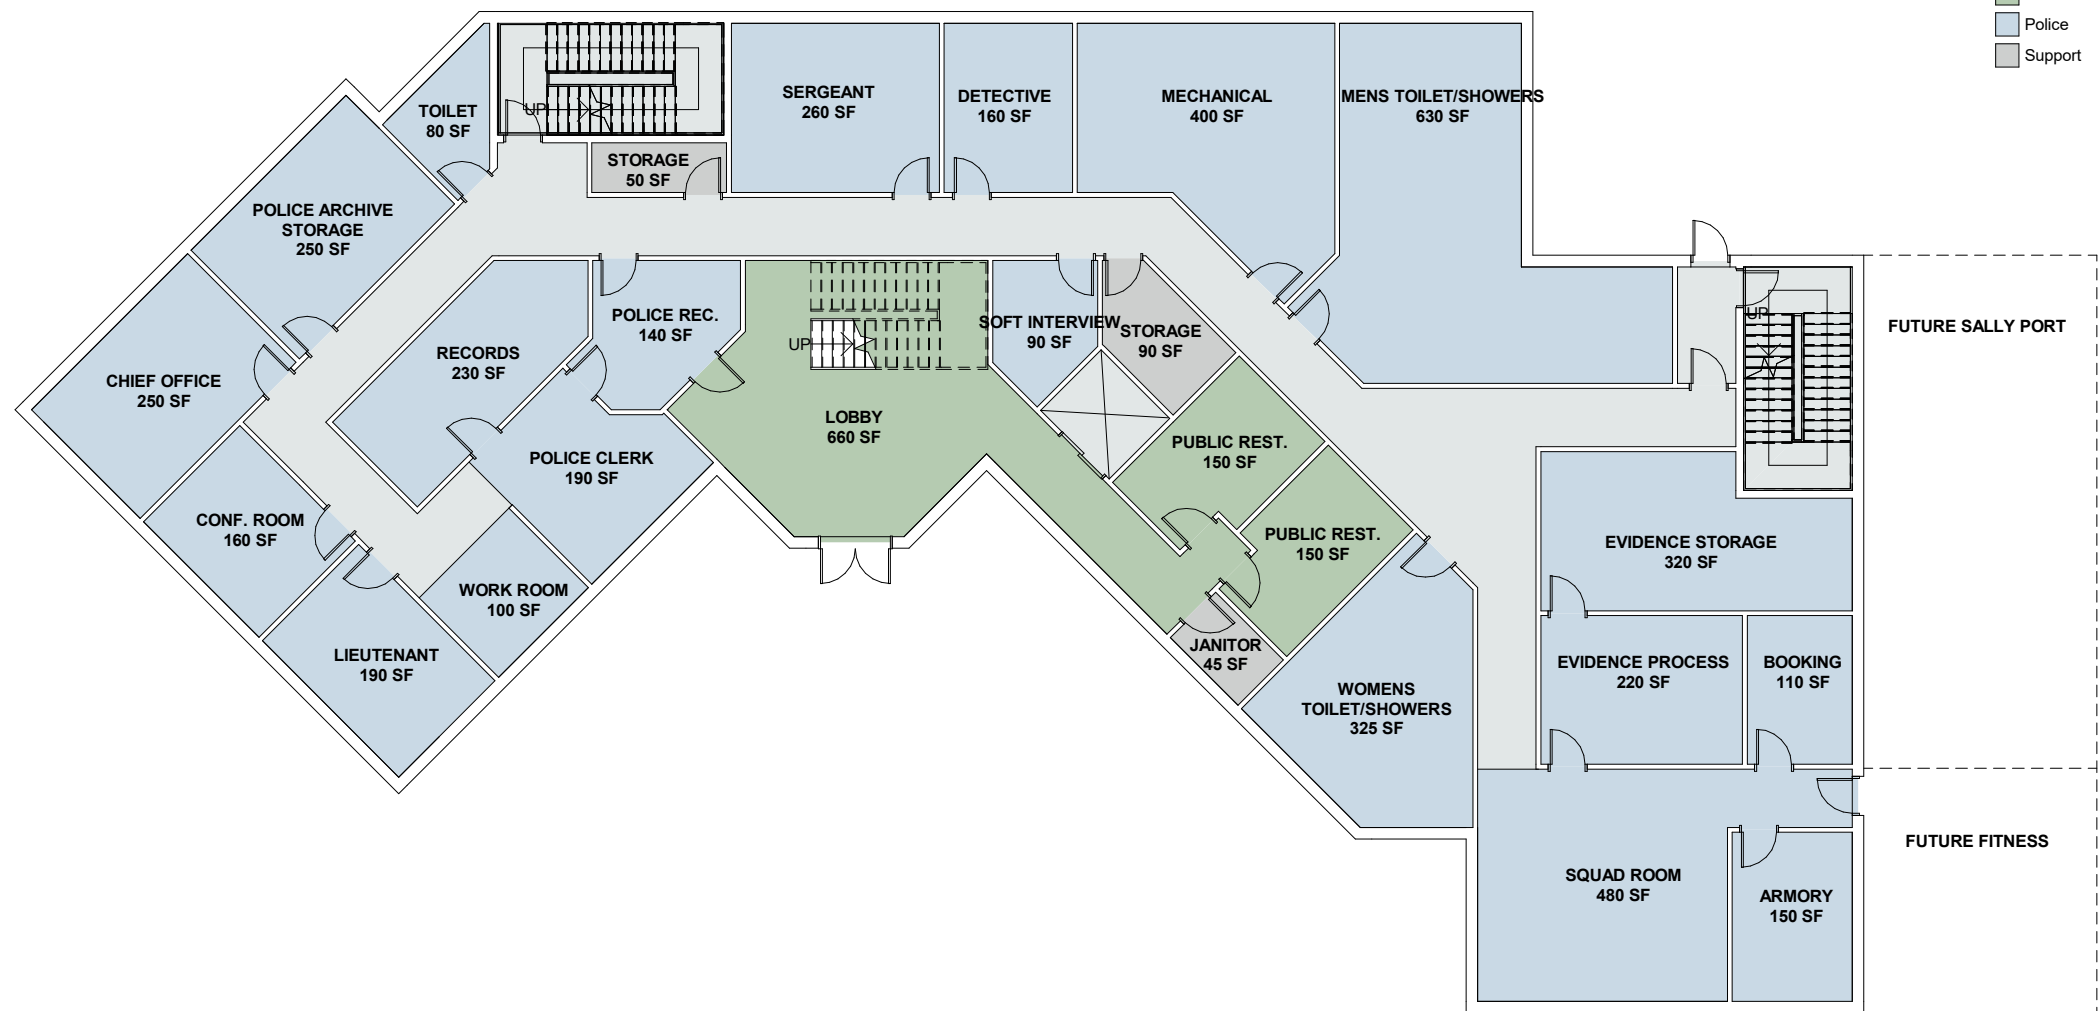 Police
Support
TOILET
80 SF
UP
SERGEANT
260 SF
DETECTIVE
160 SF
MECHANICAL
400 SF
MENS TOILET/SHOWERS
630 SF
STORAGE
50 SF
POLICE ARCHIVE
STORAGE
250 SF
POLICE REC.
140 SF
SOFT INTERVIEW
90 SF
STORAGE
90 SF
UP
UP
FUTURE SALLY PORT
RECORDS
230 SF
CHIEF OFFICE
250 SF
LOBBY
660 SF
PUBLIC REST.
150 SF
POLICE CLERK
190 SF
CONF. ROOM
160 SF
PUBLIC REST.
150 SF
EVIDENCE STORAGE
320 SF
WORK ROOM
100 SF
LIEUTENANT
190 SF
JANITOR
45 SF
WOMENS
TOILET/SHOWERS
325 SF
EVIDENCE PROCESS
220 SF
BOOKING
110 SF
FUTURE FITNESS
SQUAD ROOM
480 SF
ARMORY
150 SF